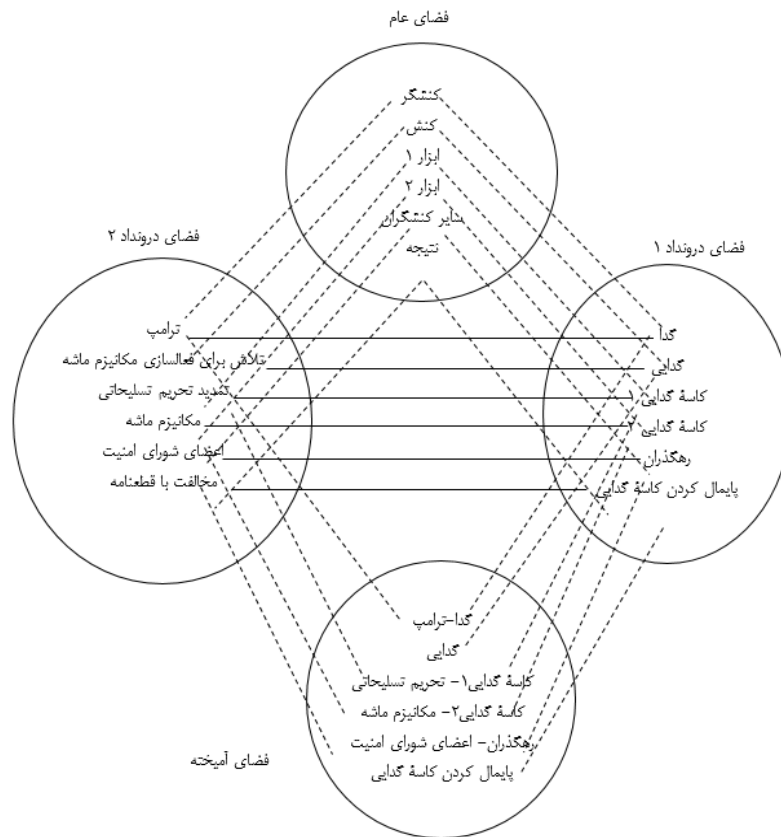 فضای عام
کنشگر
کنش
ابزار ۱
ابزار ۲
سایر کنشگران
نتیجه
فضای درونداد ۱
گدا
گدایی
کاسهٔ گدایی ۱
کاسهٔ گدایی ۲
رهگذران
پایمال کردن کاسهٔ گدایی
فضای درونداد ۲
ترامپ
تلاش برای فعالسازی مکانیزم ماشه
تمدید تحریم تسلیحاتی
مکانیزم ماشه
اعضای شورای امنیت
مخالفت با قطعنامه
گدا-ترامپ
گدایی
کاسهٔ گدایی۱- تحریم تسلیحاتی
کاسهٔ گدایی۲- مکانیزم ماشه
رهگذران- اعضای شورای امنیت
پایمال کردن کاسهٔ گدایی
فضای آمیخته